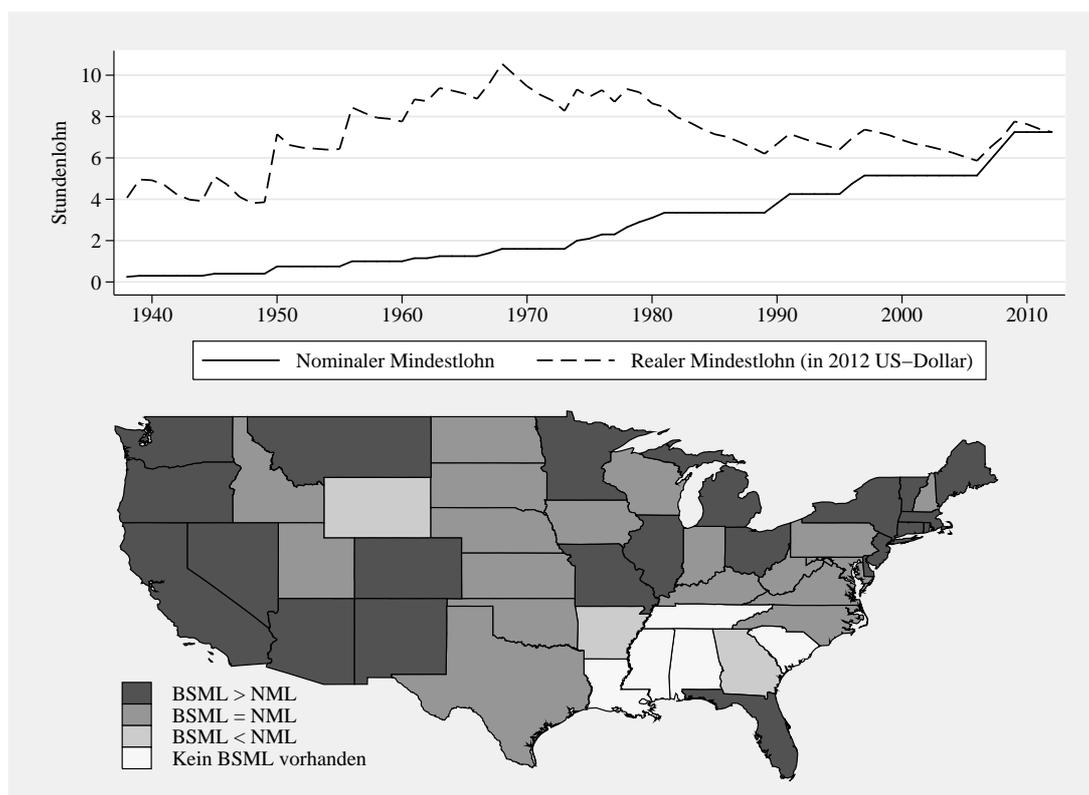 10
8
6
4
2
0
Stundenlohn
1940 1950 1960 1970 1980 1990 2000 2010
Nominaler Mindestlohn Realer Mindestlohn (in 2012 US−Dollar)
BSML > NML
BSML = NML
BSML < NML
Kein BSML vorhanden